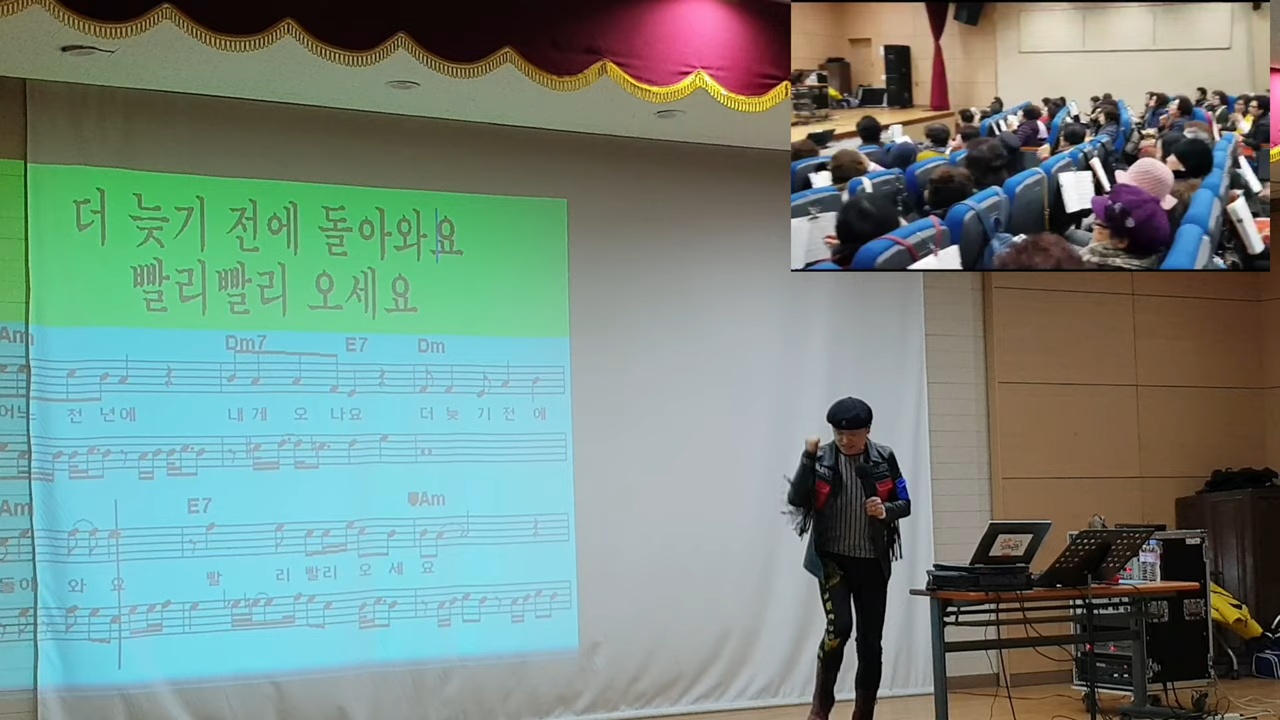 더 늦기 전에 돌아와요
빨리빨리 오세요
Am Dm7 E7 Dm
어느 전 년에 내 게 오 나요 더 늦 기 전 에
Am E7 Am
돌아 와 요 빨 리 빨리 오 세 요